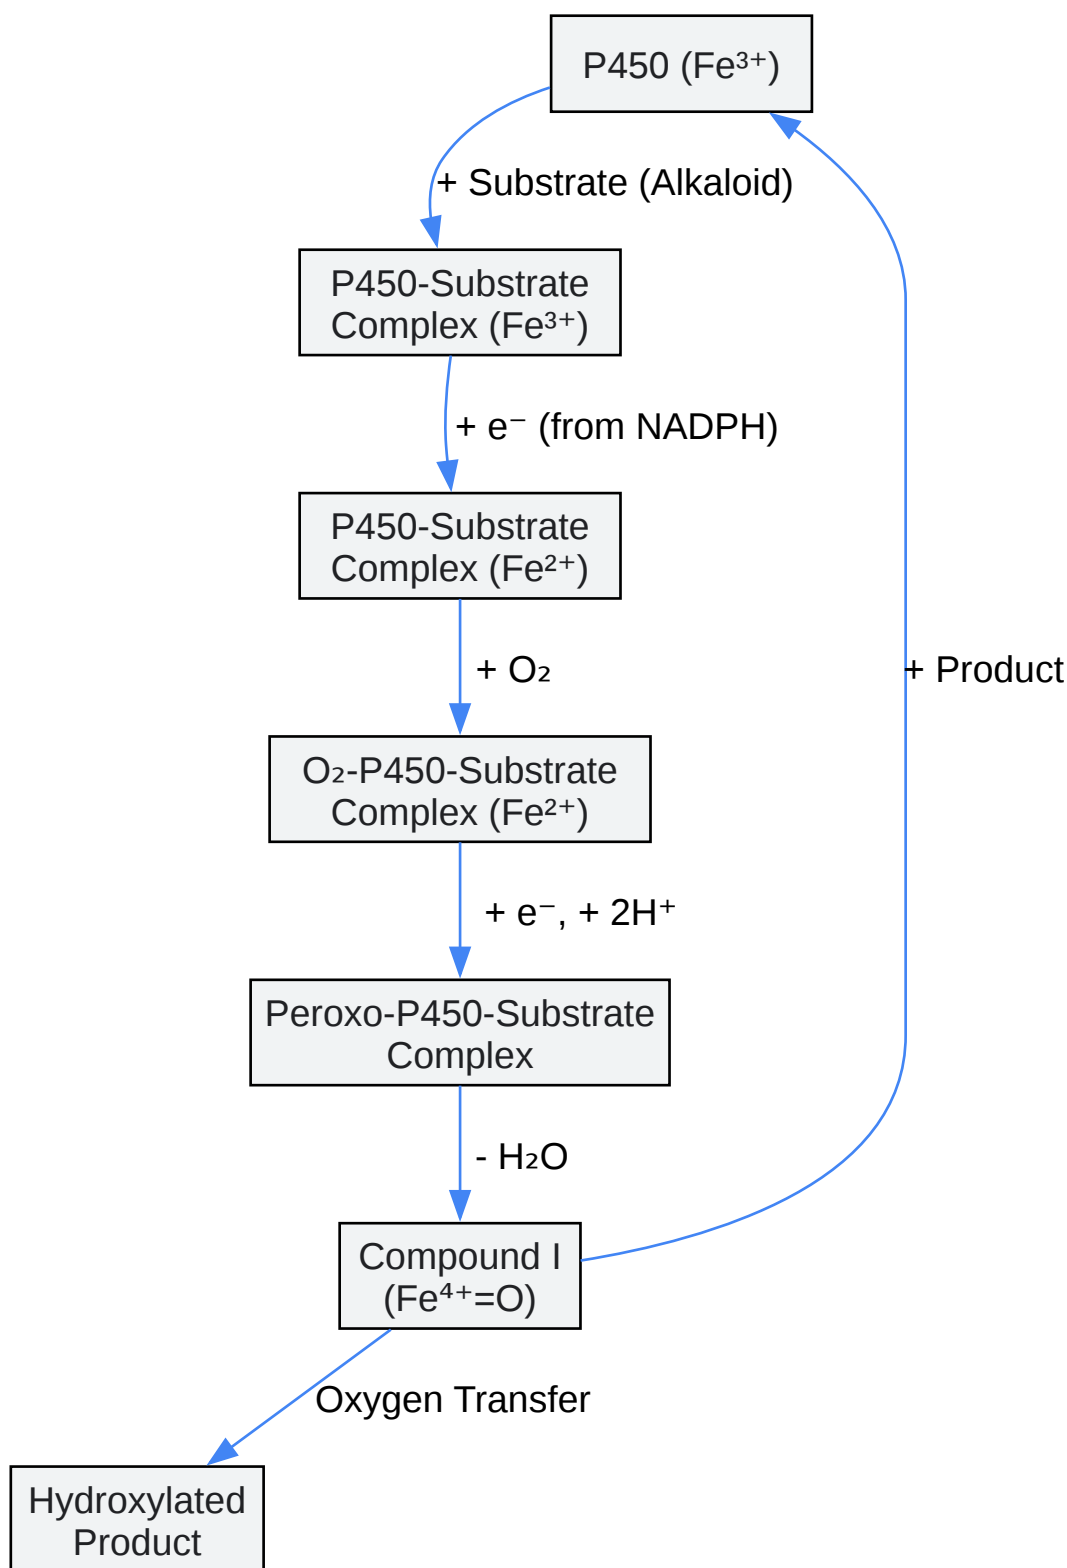 P450 (Fe³⁺)
+ Substrate (Alkaloid)
P450-Substrate
Complex (Fe³⁺)
+ e⁻ (from NADPH)
P450-Substrate
Complex (Fe²⁺)
+ O₂
+ Product
O₂-P450-Substrate
Complex (Fe²⁺)
+ e⁻, + 2H⁺
Peroxo-P450-Substrate
Complex
- H₂O
Compound I
(Fe⁴⁺=O)
Oxygen Transfer
Hydroxylated
Product